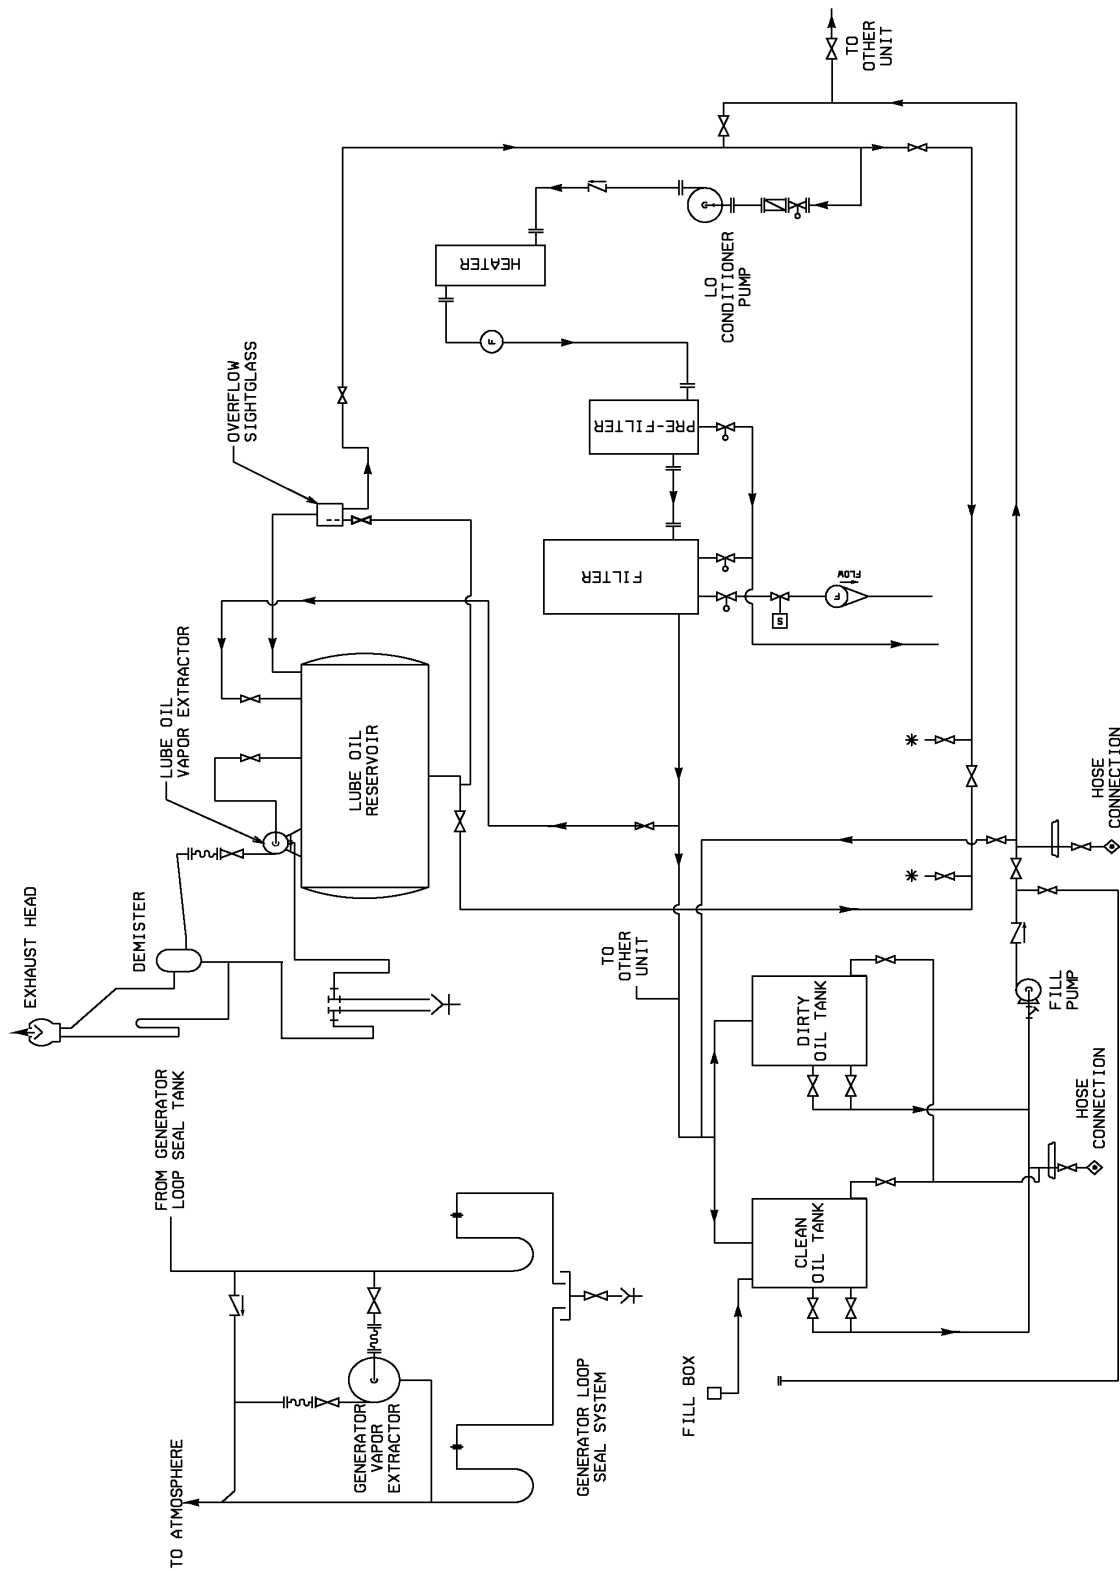 TO
OTHER
UNIT
OVERFLOW
SIGHTGLASS
HEATER
F
LO
CONDITIONER
PUMP
PRE-FILTER
FILTER
S
F
FLOW
LUBE OIL
VAPOR EXTRACTOR
LUBE OIL
RESERVOIR
EXHAUST HEAD
DEMISTER
HOSE
CONNECTION
TO
OTHER
UNIT
DIRTY
OIL TANK
FILL
PUMP
HOSE
CONNECTION
FROM GENERATOR
LOOP SEAL TANK
CLEAN
OIL TANK
FILL BOX
GENERATOR
VAPOR
EXTRACTOR
GENERATOR LOOP
SEAL SYSTEM
TO ATMOSPHERE